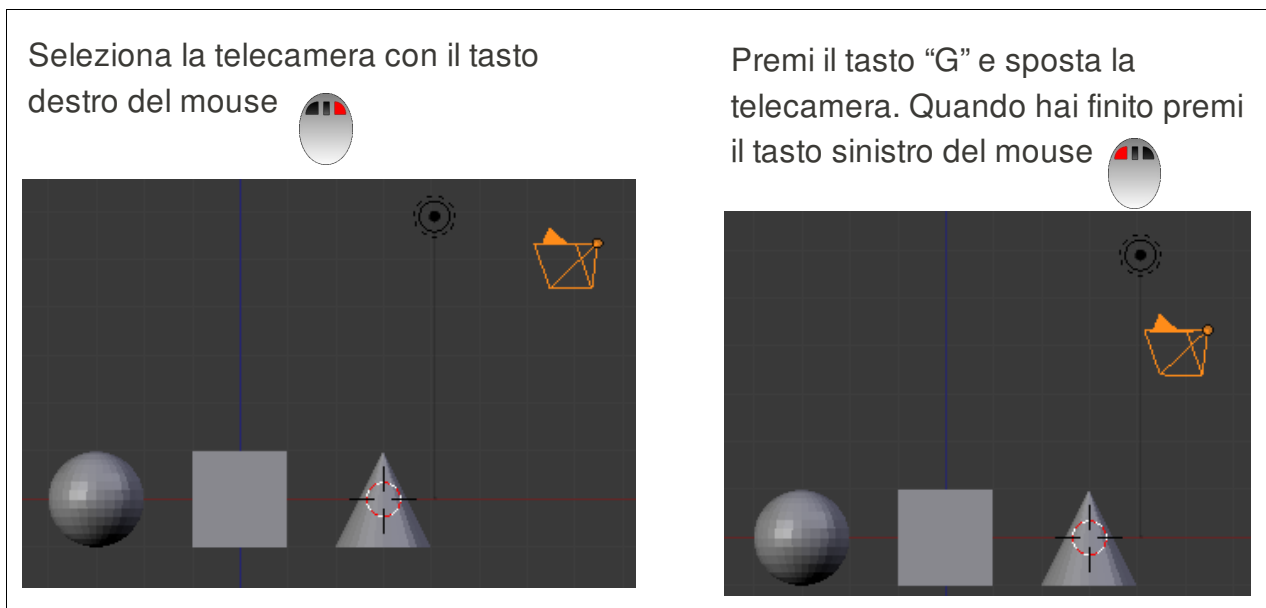 Seleziona la telecamera con il tasto
destro del mouse
Premi il tasto “G” e sposta la
telecamera. Quando hai finito premi
il tasto sinistro del mouse